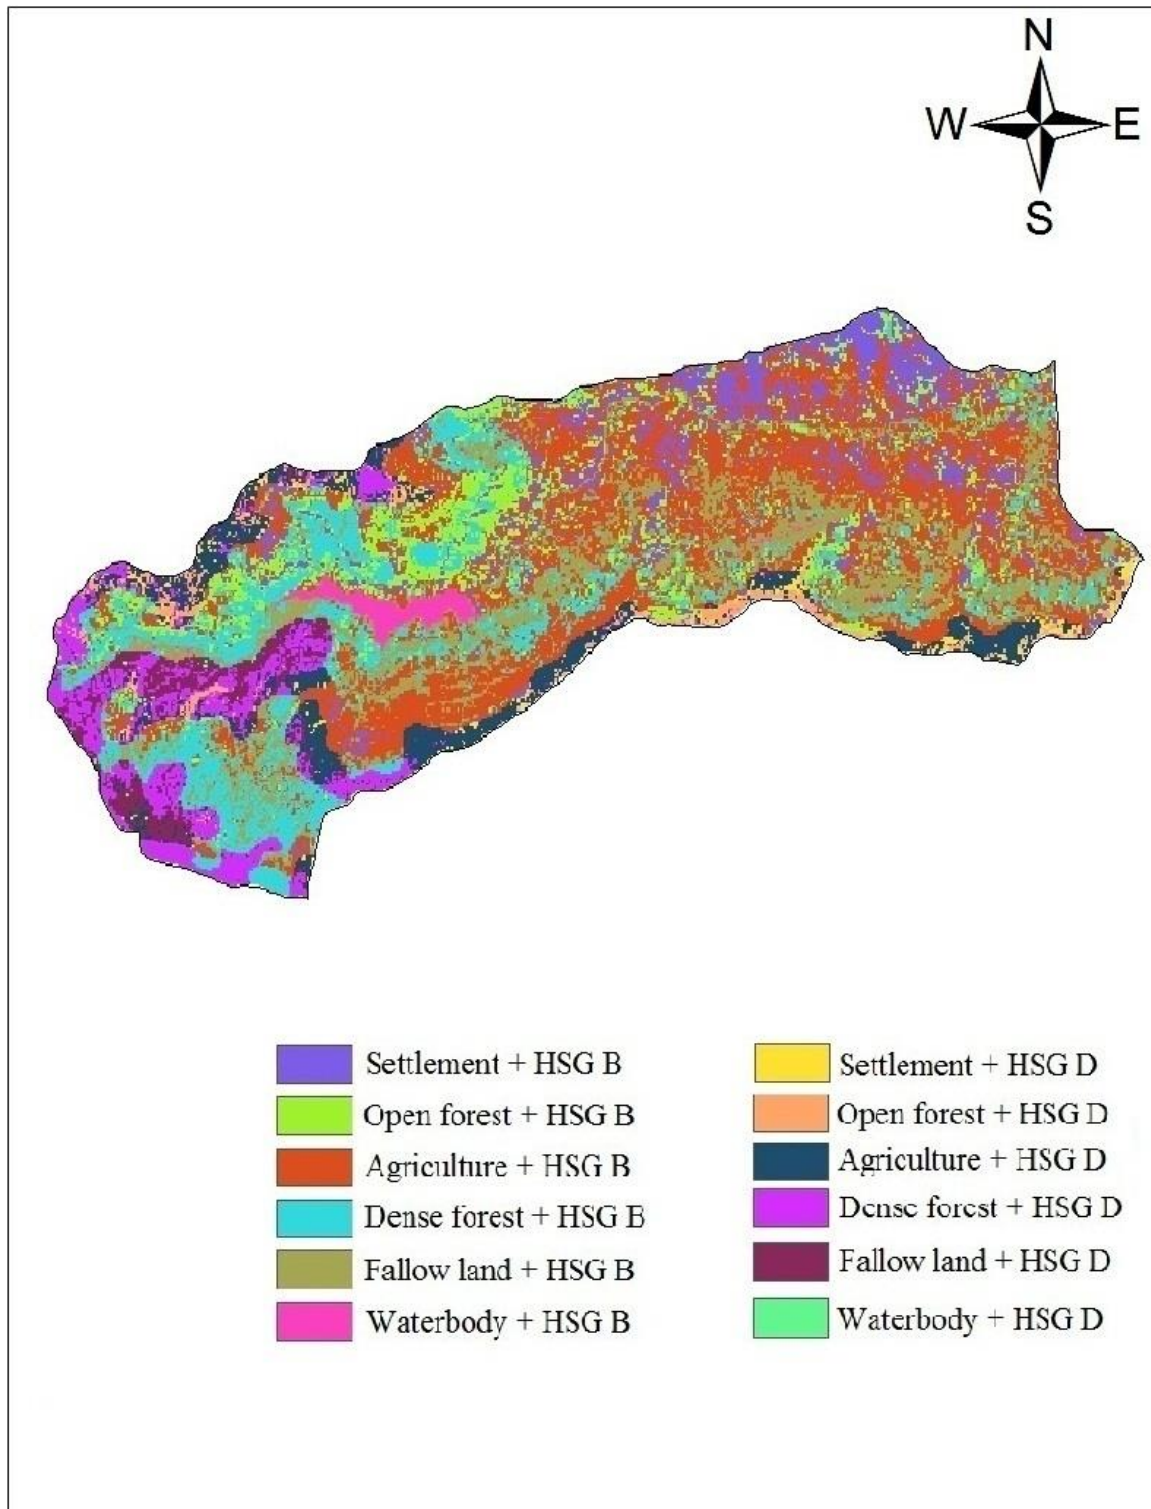 N
W E
S
Settlement + HSG B
Open forest + HSG B
Agriculture + HSG B
Dense forest + HSG B
Fallow land + HSG B
Waterbody + HSG B
Settlement + HSG D
Open forest + HSG D
Agriculture + HSG D
Dense forest + HSG D
Fallow land + HSG D
Waterbody + HSG D